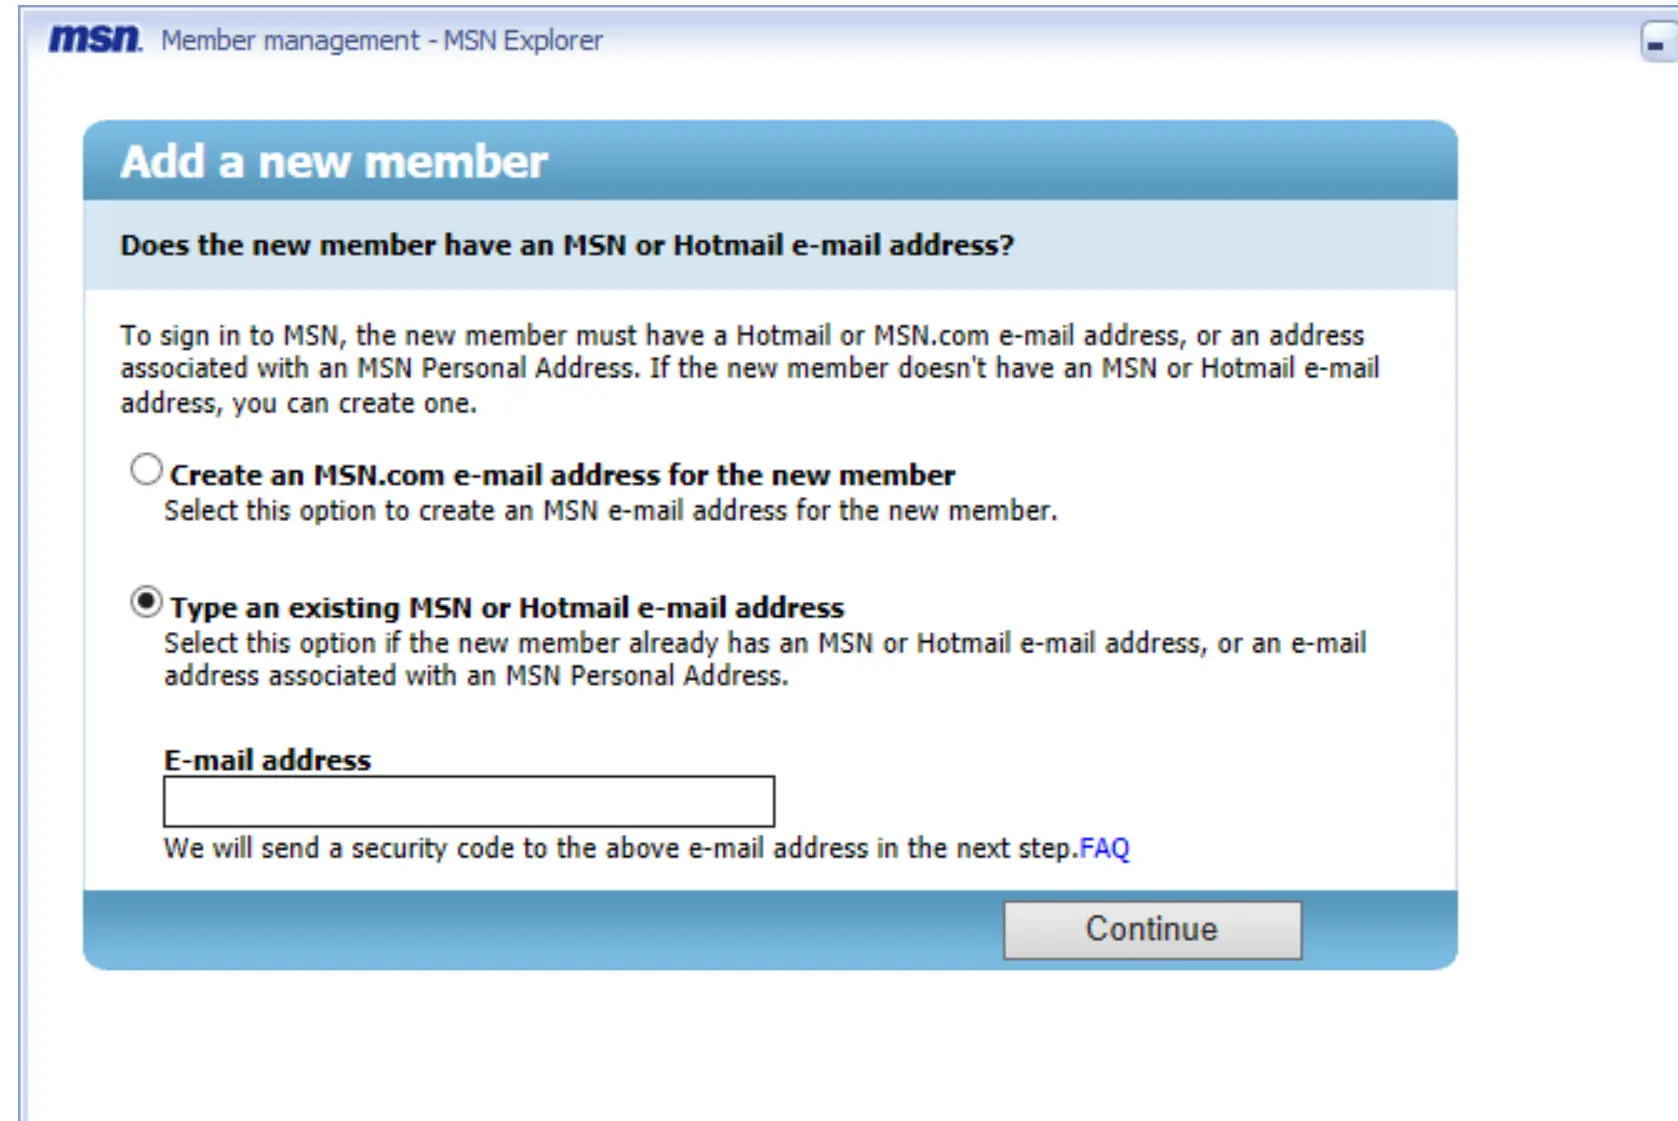 msn. Member management - MSN Explorer
Add a new member
Does the new member have an MSN or Hotmail e-mail address?
To sign in to MSN, the new member must have a Hotmail or MSN.com e-mail address, or an address
associated with an MSN Personal Address. If the new member doesn't have an MSN or Hotmail e-mail
address, you can create one.
Create an MSN.com e-mail address for the new member
Select this option to create an MSN e-mail address for the new member.
Type an existing MSN or Hotmail e-mail address
Select this option if the new member already has an MSN or Hotmail e-mail address, or an e-mail
address associated with an MSN Personal Address.
E-mail address
We will send a security code to the above e-mail address in the next step.FAQ
Continue